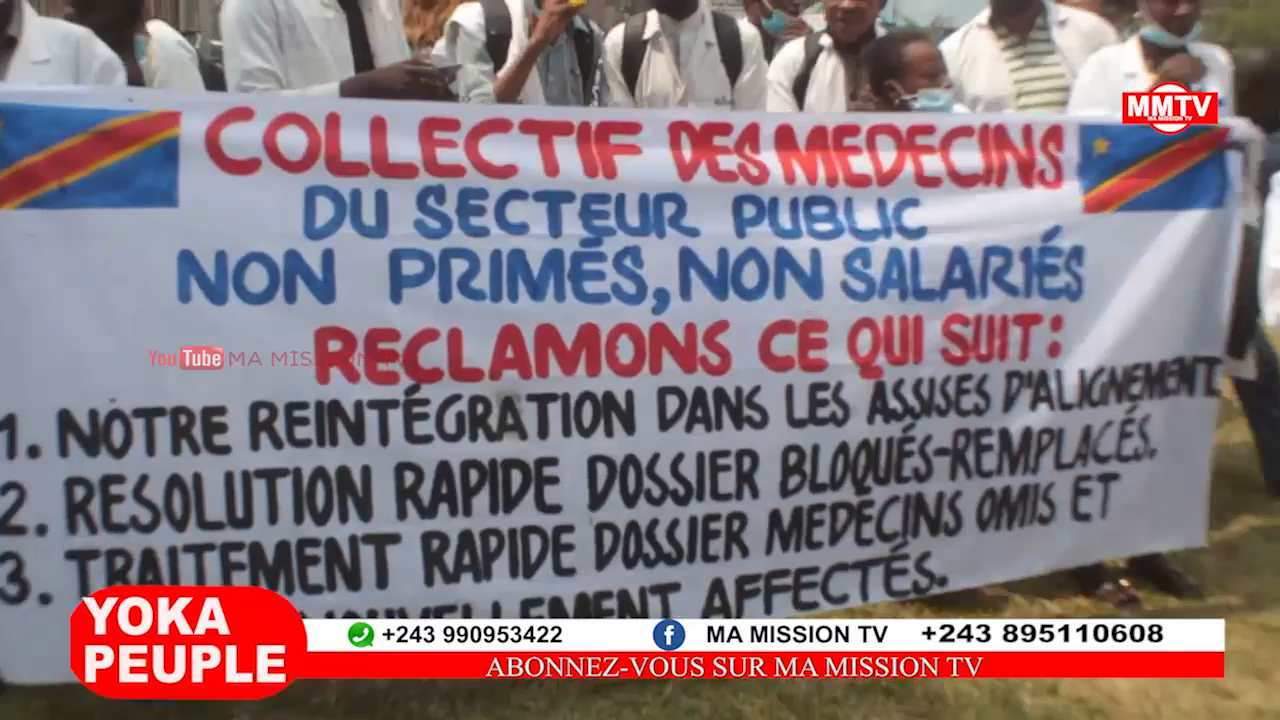 MMTV
MA MISSION TV
COLLECTIF DES MEDECINS
DU SECTEUR PUBLIC
NON PRIMÉS, NON SALARIÉS
RECLAMONS CE QUI SUIT:
YouTube MA MISSION
1. NOTRE REINTÉGRATION DANS LES ASSISES D'ALIGNEMENT
2. RESOLUTION RAPIDE DOSSIER BLOQUÉS-REMPLACÉS.
3. TRAITEMENT RAPIDE DOSSIER MEDECINS OMIS ET
NOUVELLEMENT AFFECTÉS.
YOKA
PEUPLE
+243 990953422 f MA MISSION TV +243 895110608
ABONNEZ-VOUS SUR MA MISSION TV